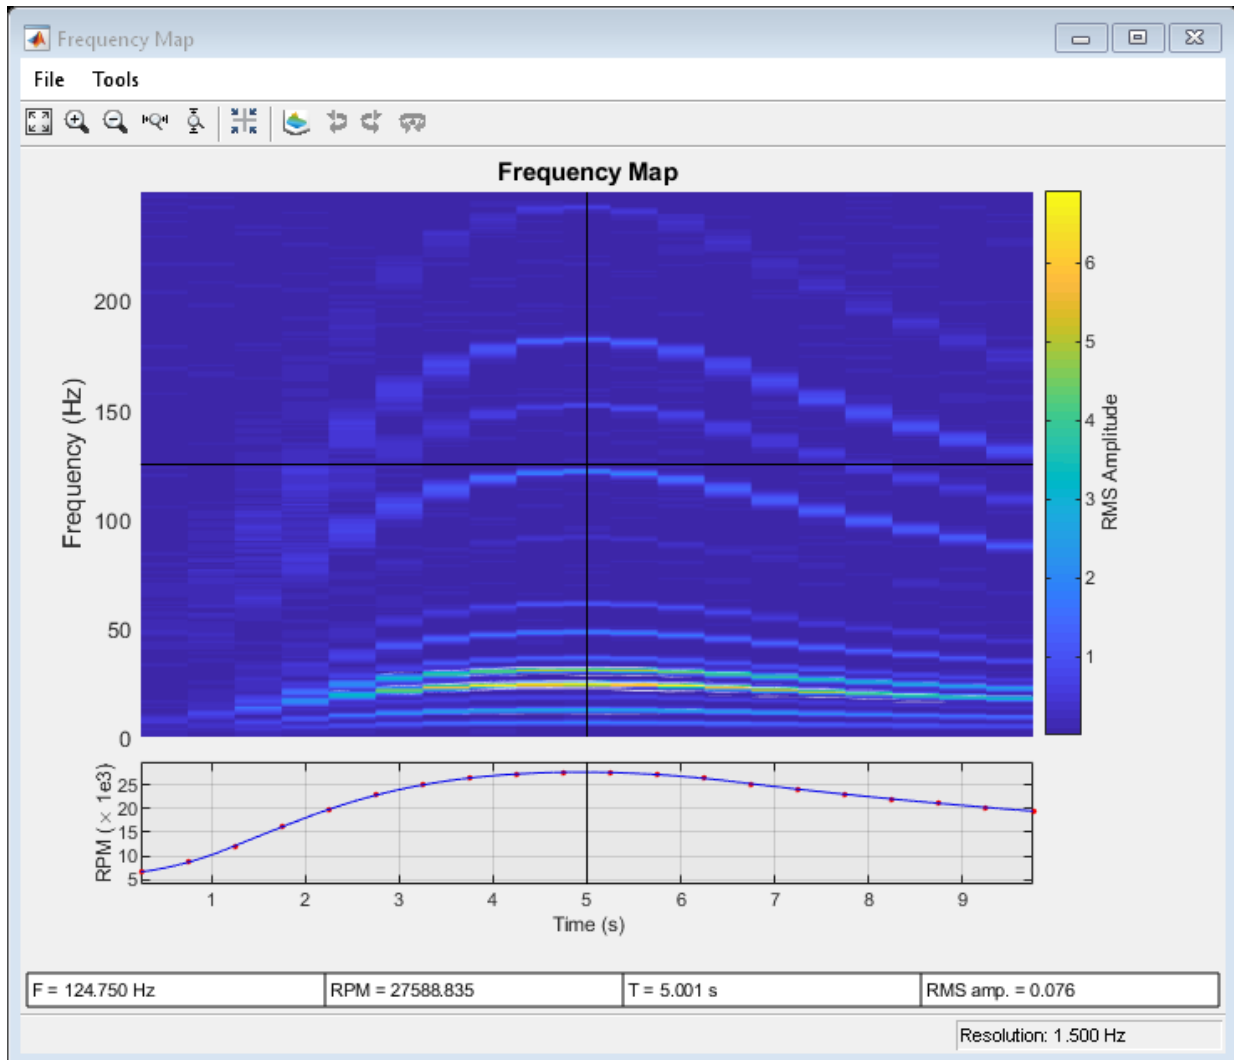 Frequency Map
File Tools
Frequency Map
Frequency (Hz)
200
150
100
50
0
6
5
4
3
2
1
RMS Amplitude
RPM ( × 1e3)
25
20
15
10
5
1 2 3 4 5 6 7 8 9
Time (s)
F = 124.750 Hz RPM = 27588.835 T = 5.001 s RMS amp. = 0.076
Resolution: 1.500 Hz